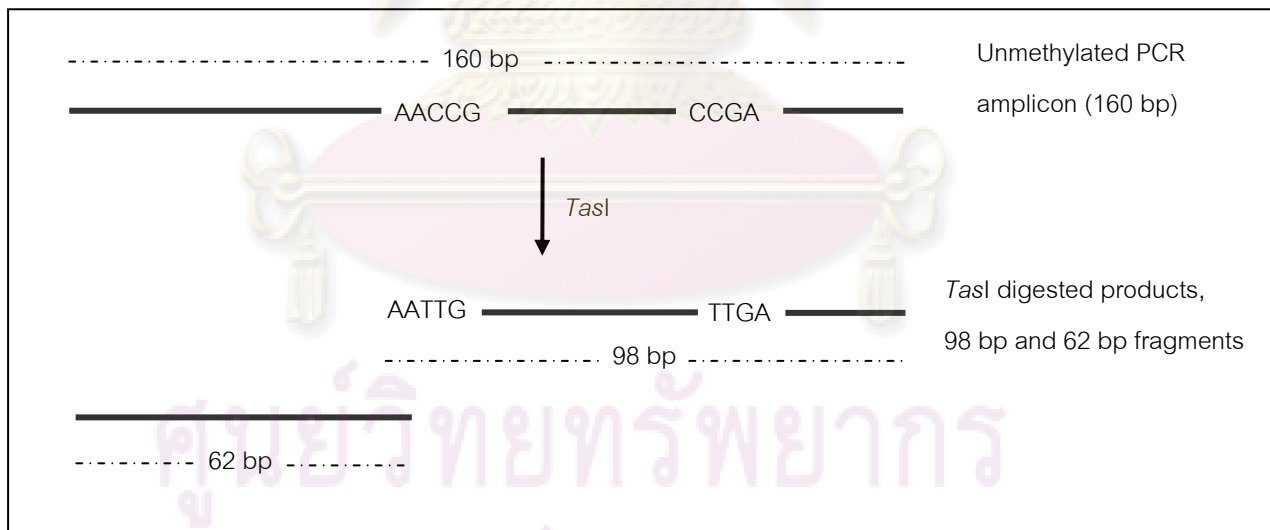 160 bp
Unmethylated PCR
amplicon (160 bp)
AACCG CCGA
TasI
AATTG TTGA
TasI digested products,
98 bp and 62 bp fragments
98 bp
62 bp
ศูนย์วิทยทรัพยากร